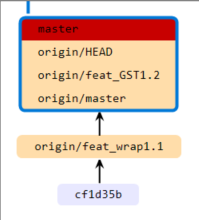 master
origin/HEAD
origin/feat_GST1.2
origin/master
origin/feat_wrap1.1
cf1d35b